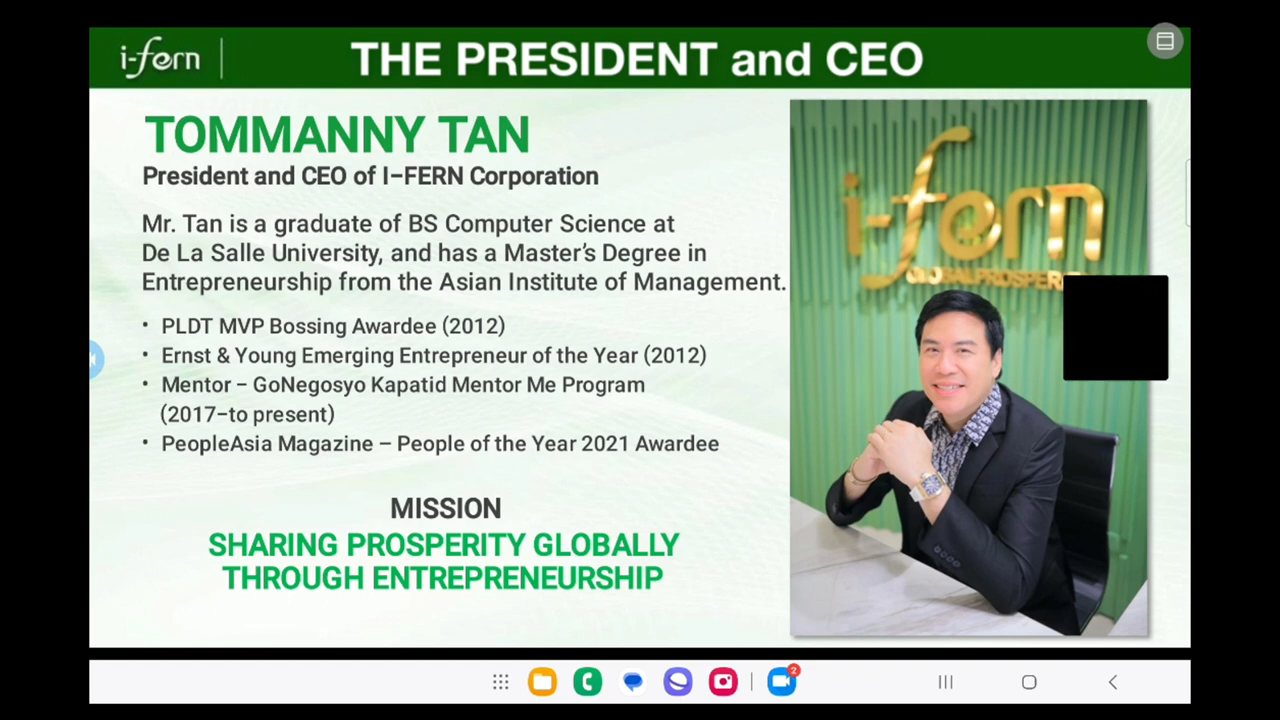 i-fern
THE PRESIDENT and CEO
TOMMANNY TAN
President and CEO of I-FERN Corporation
Mr. Tan is a graduate of BS Computer Science at
De La Salle University, and has a Master's Degree in
Entrepreneurship from the Asian Institute of Management.
• PLDT MVP Bossing Awardee (2012)
• Ernst & Young Emerging Entrepreneur of the Year (2012)
• Mentor – GoNegosyo Kapatid Mentor Me Program
(2017–to present)
• PeopleAsia Magazine – People of the Year 2021 Awardee
MISSION
SHARING PROSPERITY GLOBALLY
THROUGH ENTREPRENEURSHIP
i-fern
2